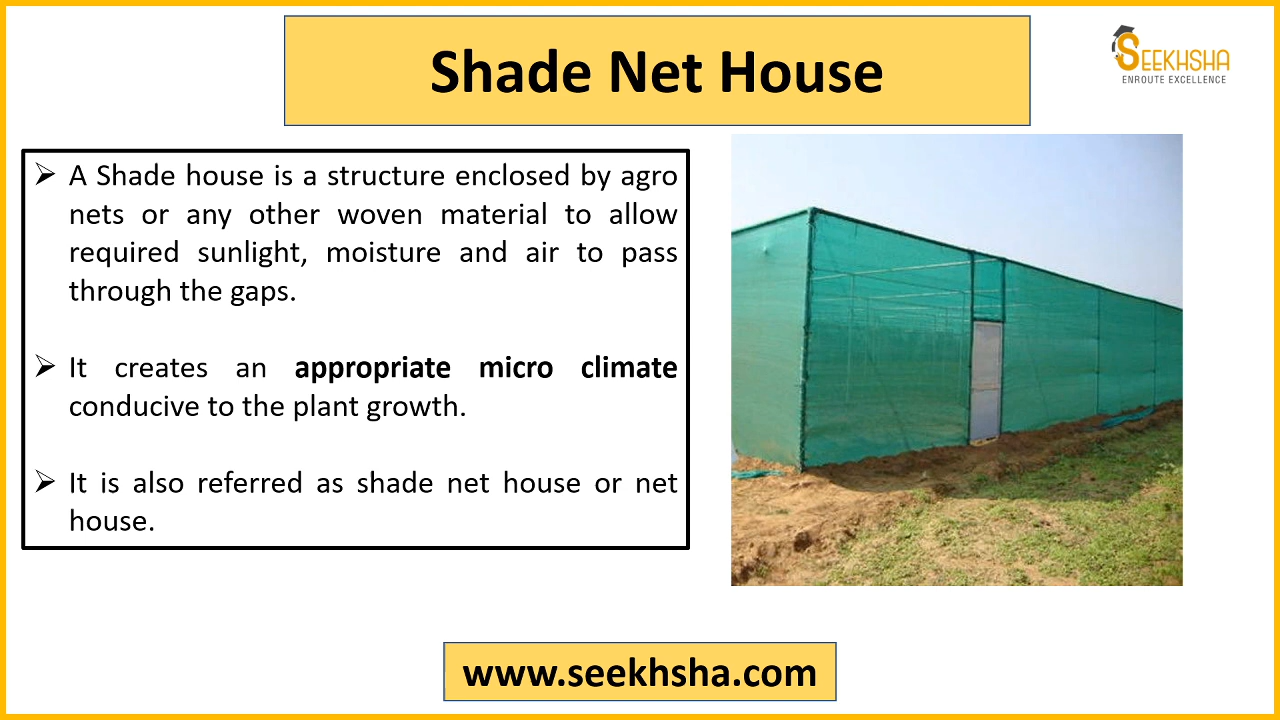 Shade Net House
SEEKHSHA
ENROUTE EXCELLENCE
➢ A Shade house is a structure enclosed by agro
nets or any other woven material to allow
required sunlight, moisture and air to pass
through the gaps.
➢ It creates an appropriate micro climate
conducive to the plant growth.
➢ It is also referred as shade net house or net
house.
www.seekhsha.com